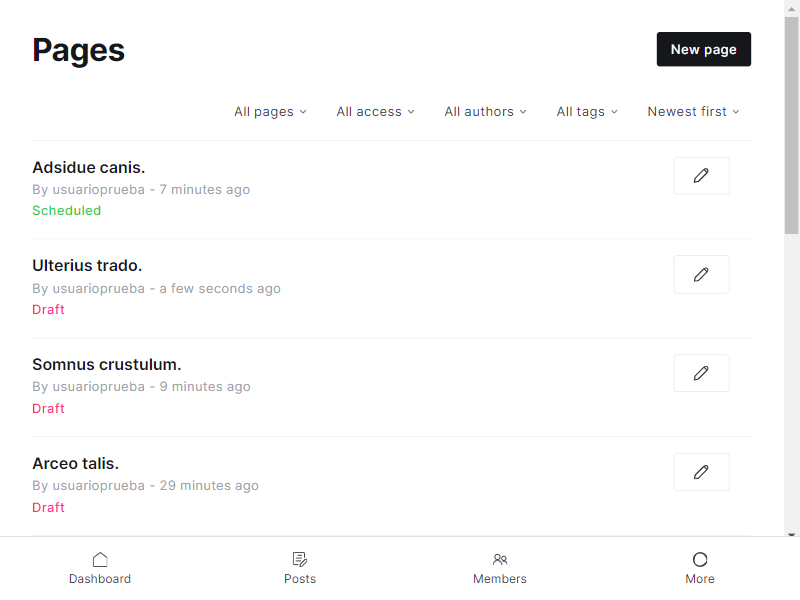 Pages
New page
All pages
All access
All authors
All tags
Newest first
Adsidue canis.
By usuarioprueba - 7 minutes ago
Scheduled
Ulterius trado.
By usuarioprueba - a few seconds ago
Draft
Somnus crustulum.
By usuarioprueba - 9 minutes ago
Draft
Arceo talis.
By usuarioprueba - 29 minutes ago
Draft
Dashboard
Posts
Members
More